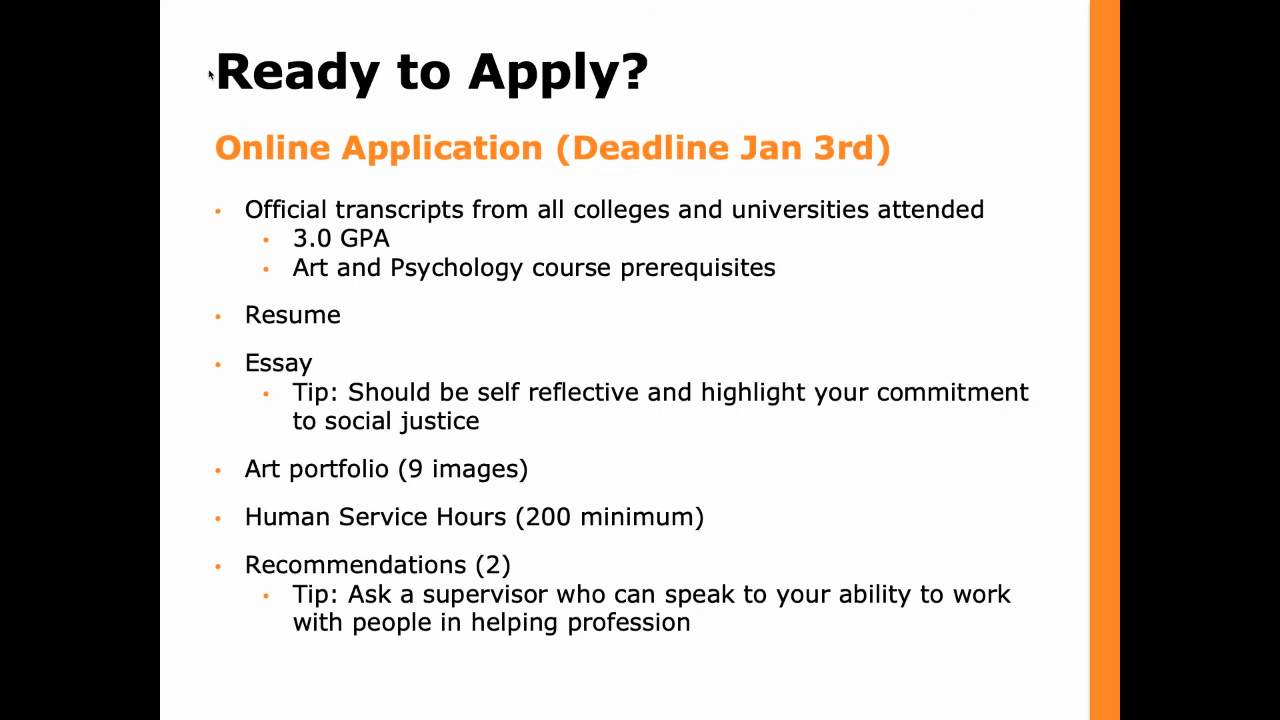 Ready to Apply?
Online Application (Deadline Jan 3rd)
• Official transcripts from all colleges and universities attended
• 3.0 GPA
• Art and Psychology course prerequisites
• Resume
• Essay
• Tip: Should be self reflective and highlight your commitment
to social justice
• Art portfolio (9 images)
• Human Service Hours (200 minimum)
• Recommendations (2)
• Tip: Ask a supervisor who can speak to your ability to work
with people in helping profession